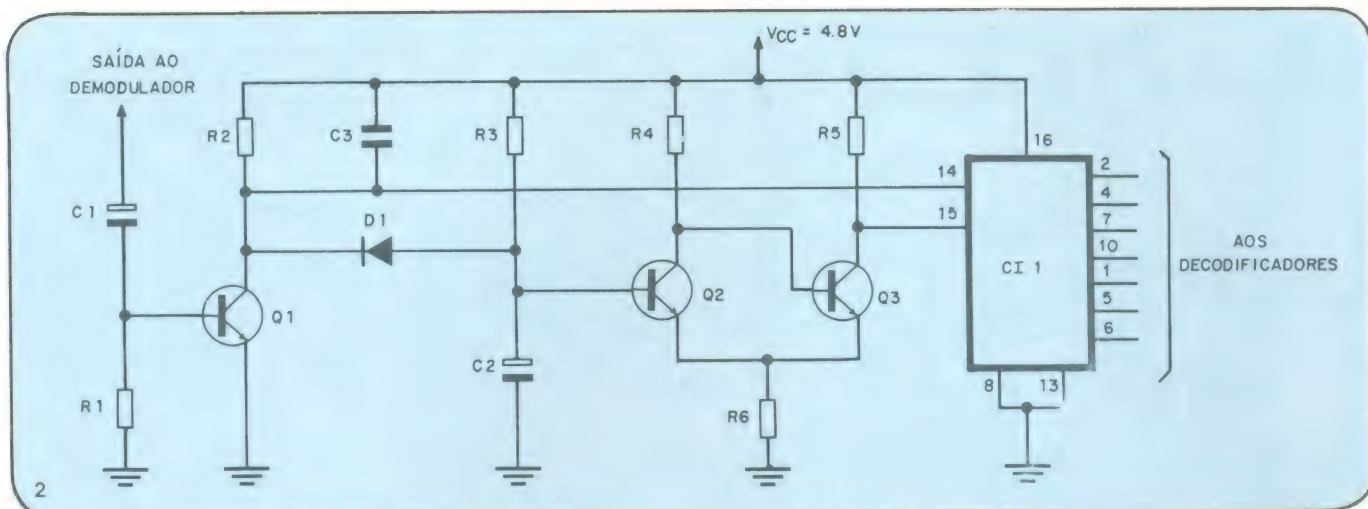 VCC = 4.8V
SAÍDA AO
DEMODULADOR
R2
C3
R3
R4
R5
16
14
2
4
C1
D1
15
7
10
CI 1
AOS
DECODIFICADORES
1
Q1
Q2
Q3
5
6
C2
R1
R6
8
13
2